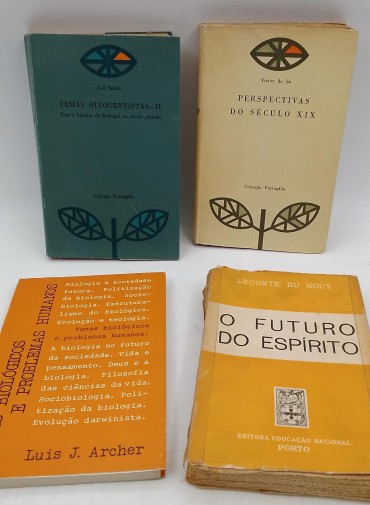 Joel Serrão
TEMAS OITOCENTISTAS-II
Para a história de Portugal no século passado
Colecção Portugália
Victor de Sá
PERSPECTIVAS
DO SÉCULO XIX
Colecção Portugália
BIOLÓGICOS
E PROBLEMAS HUMANOS
Biologia e sociedade
futura. Politização
da biologia. Socio-
biologia. Estrutura-
lismo do biológico.
Evolução e teologia.
Temas biológicos
e problemas humanos.
A biologia no futuro
da sociedade. Vida e
pensamento. Deus e a
biologia. Filosofia
das ciências da vida.
Sociobiologia. Poli-
tização da biologia.
Evolução darwinista.
Luís J. Archer
LECONTE DU NOUY
O FUTURO
DO ESPÍRITO
EDITORA EDUCAÇÃO NACIONAL
PORTO